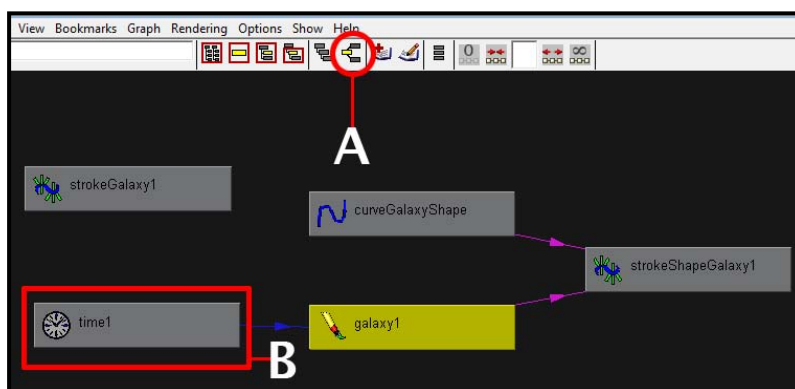 View Bookmarks Graph Rendering Options Show Help
0
A
strokeGalaxy1
curveGalaxyShape
strokeShapeGalaxy1
time1
galaxy1
B